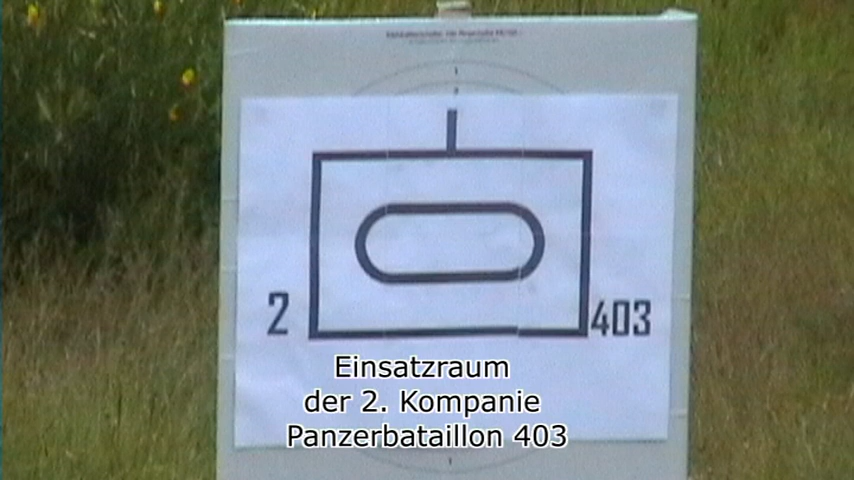 2
403
Einsatzraum
der 2. Kompanie
Panzerbataillon 403